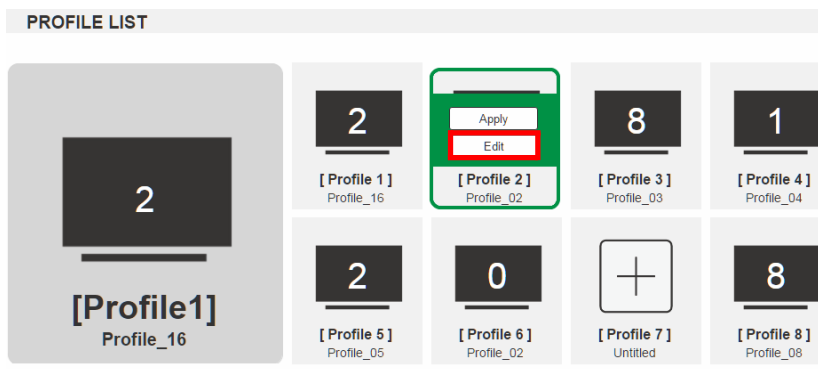 PROFILE LIST
2
[Profile1]
Profile_16
2
[ Profile 1 ]
Profile_16
Apply
Edit
[ Profile 2 ]
Profile_02
8
[ Profile 3 ]
Profile_03
1
[ Profile 4 ]
Profile_04
2
[ Profile 5 ]
Profile_05
0
[ Profile 6 ]
Profile_02
[ Profile 7 ]
Untitled
8
[ Profile 8 ]
Profile_08